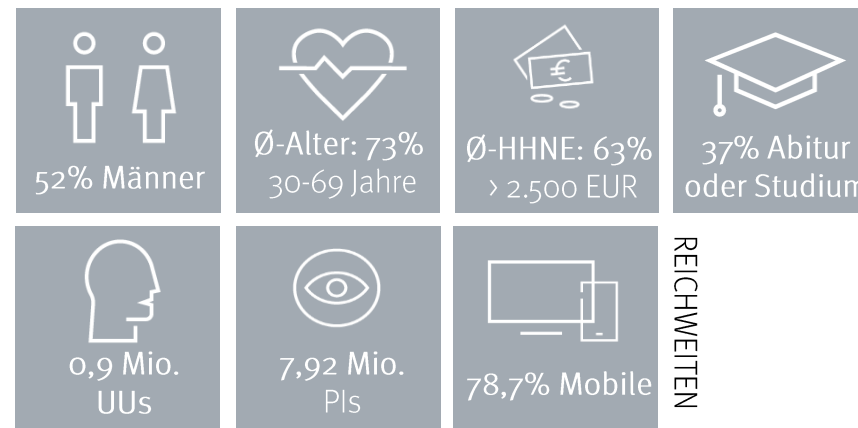 52% Männer
Ø-Alter: 73%
30-69 Jahre
Ø-HHNE: 63%
> 2.500 EUR
37% Abitur
oder Studium
0,9 Mio.
UUs
7,92 Mio.
PIs
78,7% Mobile
REICHWEITEN